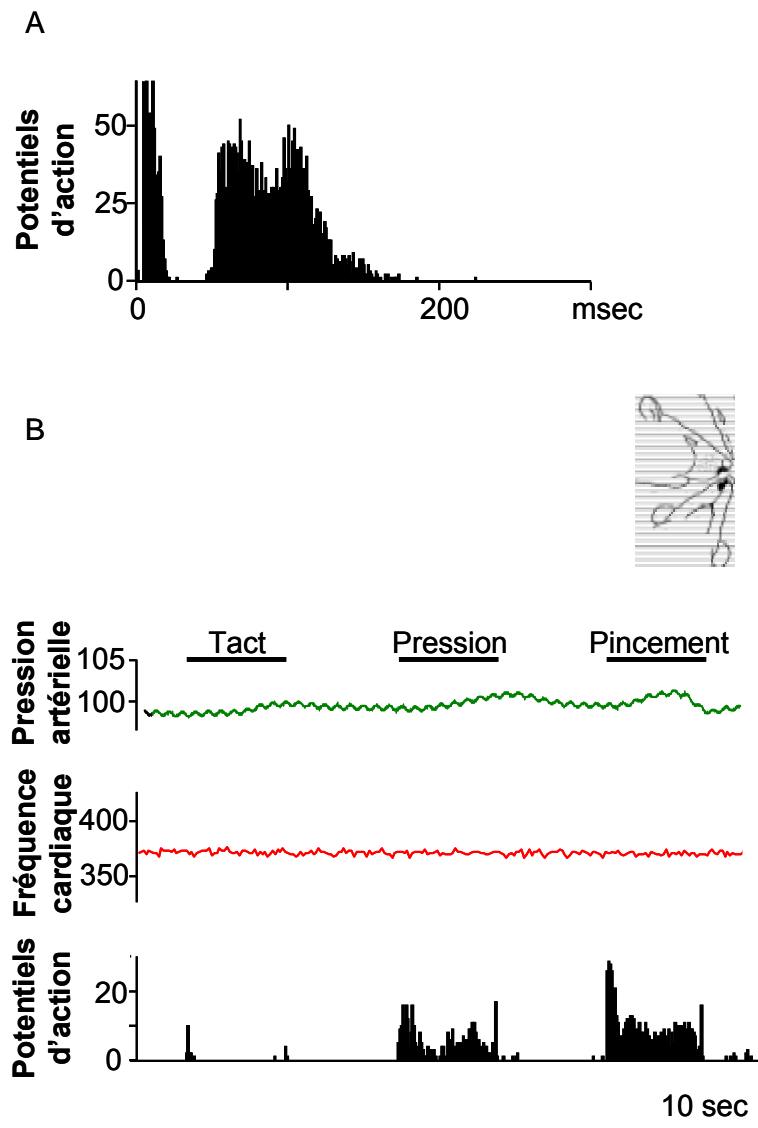 A
Potentiels
d'action
50
25
0
0
200
msec
B
Tact
Pression
Pincement
Pression
artérielle
105
100
Fréquence
cardiaque
400
350
Potentiels
d'action
20
0
10 sec